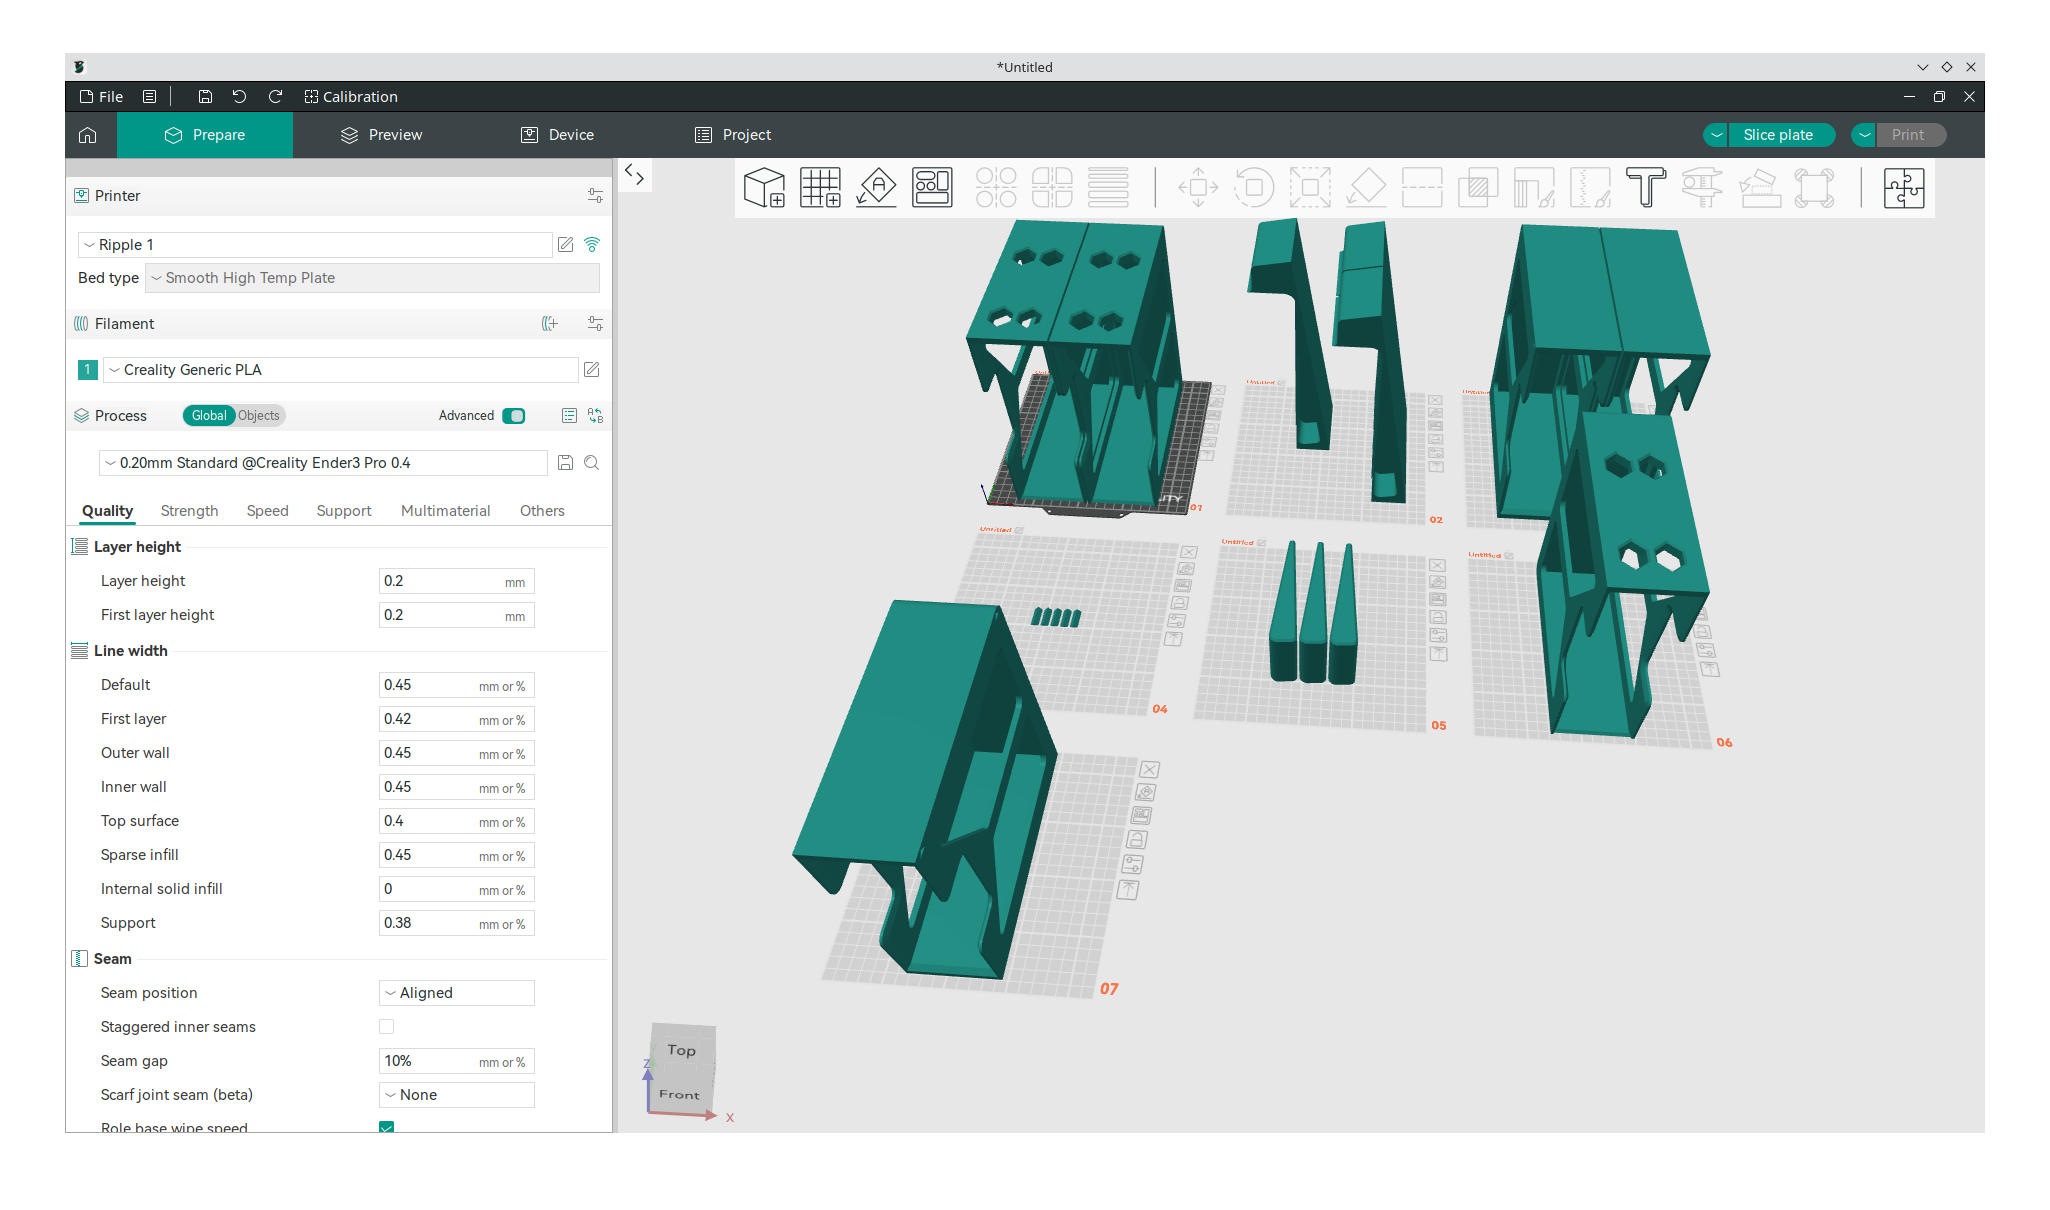 *Untitled
File
Calibration
Prepare
Preview
Device
Project
Slice plate
Print
Printer
Ripple 1
Bed type
Smooth High Temp Plate
Filament
1
Creality Generic PLA
Process
Global
Objects
Advanced
0.20mm Standard @Creality Ender3 Pro 0.4
Quality
Strength
Speed
Support
Multimaterial
Others
Layer height
Layer height 0.2 mm
First layer height 0.2 mm
Line width
Default 0.45 mm or %
First layer 0.42 mm or %
Outer wall 0.45 mm or %
Inner wall 0.45 mm or %
Top surface 0.4 mm or %
Sparse infill 0.45 mm or %
Internal solid infill 0 mm or %
Support 0.38 mm or %
Seam
Seam position Aligned
Staggered inner seams
Seam gap 10% mm or %
Scarf joint seam (beta) None
Role base wipe speed
Untitled
01
Untitled
02
Untitled
04
Untitled
05
Untitled
06
07
Top
Front
Z
X